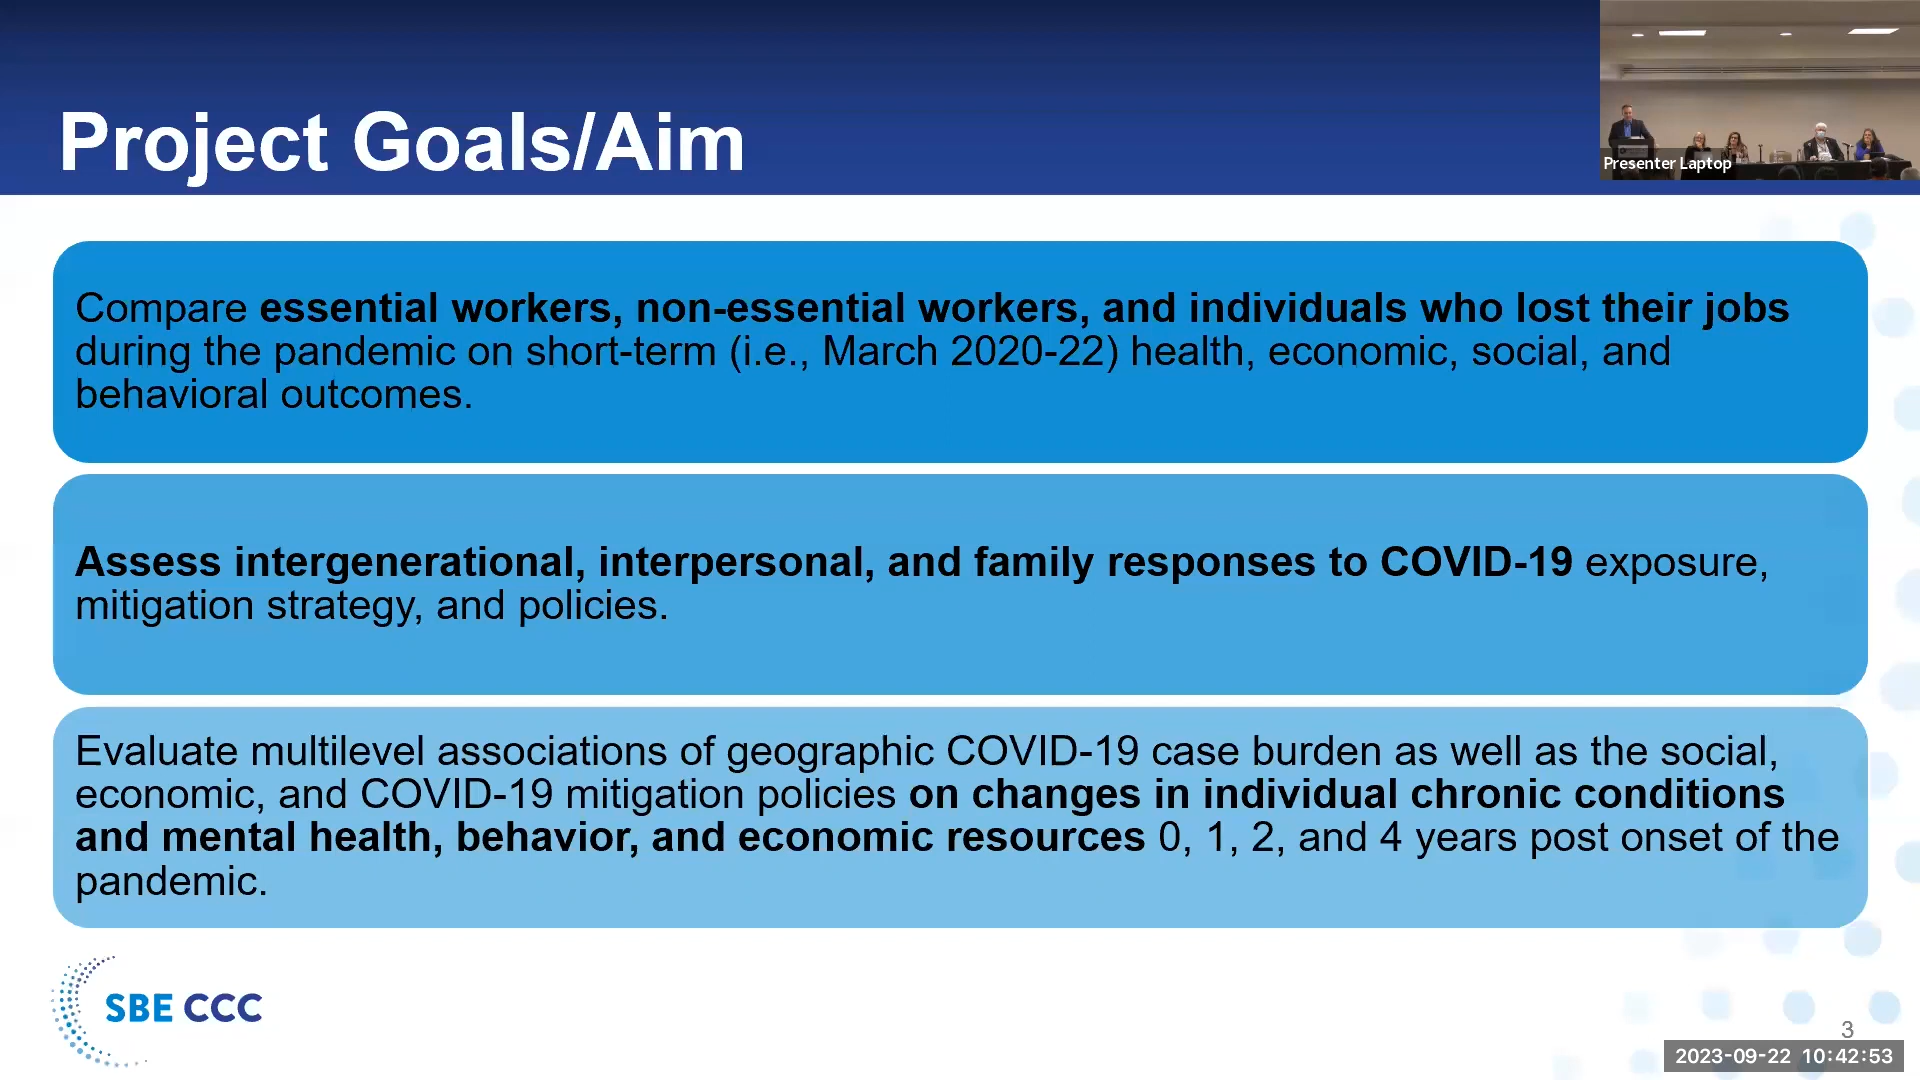 Project Goals/Aim
Presenter Laptop
Compare essential workers, non-essential workers, and individuals who lost their jobs
during the pandemic on short-term (i.e., March 2020-22) health, economic, social, and
behavioral outcomes.
Assess intergenerational, interpersonal, and family responses to COVID-19 exposure,
mitigation strategy, and policies.
Evaluate multilevel associations of geographic COVID-19 case burden as well as the social,
economic, and COVID-19 mitigation policies on changes in individual chronic conditions
and mental health, behavior, and economic resources 0, 1, 2, and 4 years post onset of the
pandemic.
SBE CCC
3
2023-09-22 10:42:53